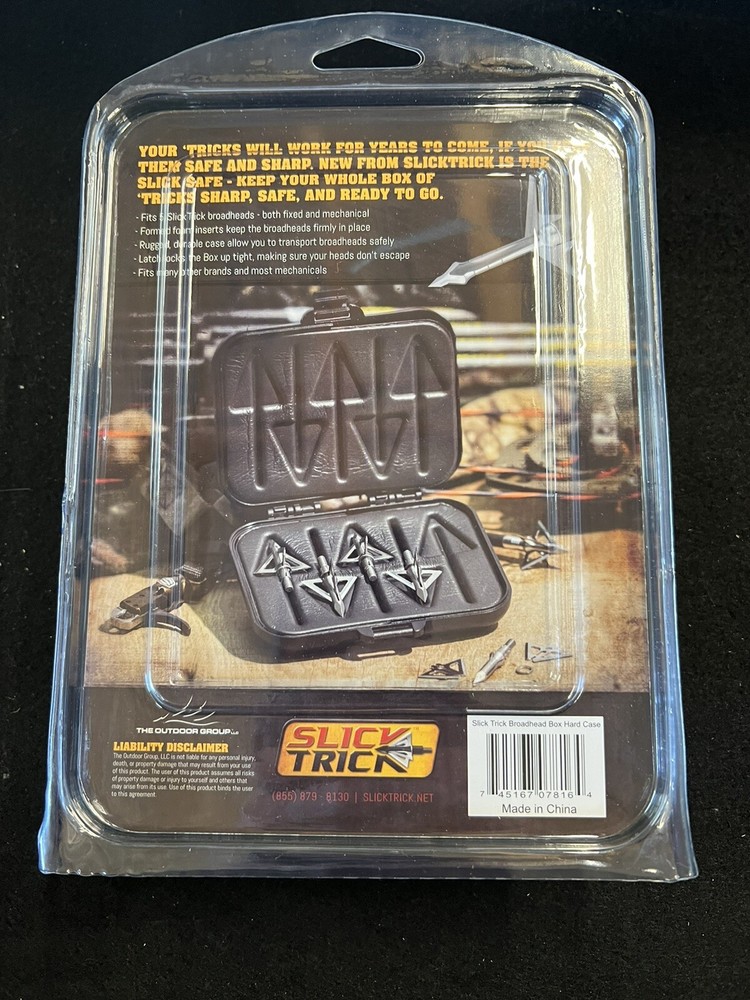 YOUR 'TRICKS WILL WORK FOR YEARS TO COME, IF YOU
THEM SAFE AND SHARP. NEW FROM SLICKTRICK IS THE
SLICK SAFE - KEEP YOUR WHOLE BOX OF
'TRICKS SHARP, SAFE, AND READY TO GO.
- Fits 5 Slick Trick broadheads - both fixed and mechanical
- Formed foam inserts keep the broadheads firmly in place
- Rugged, durable case allow you to transport broadheads safely
- Latch locks the Box up tight, making sure your heads don't escape
- Fits many other brands and most mechanicals
THE OUTDOOR GROUP LLC
LIABILITY DISCLAIMER
The Outdoor Group, LLC is not liable for any personal injury,
death, or property damage that may result from your use
of this product. The user of this product assumes all risks
of property damage or injury to yourself and others that
may arise from its use. Use of this product binds the user
to this agreement.
SLICK
TRICK
(855) 879 - 8130 | SLICKTRICK.NET
Slick Trick Broadhead Box Hard Case
7 45167 07816 4
Made in China